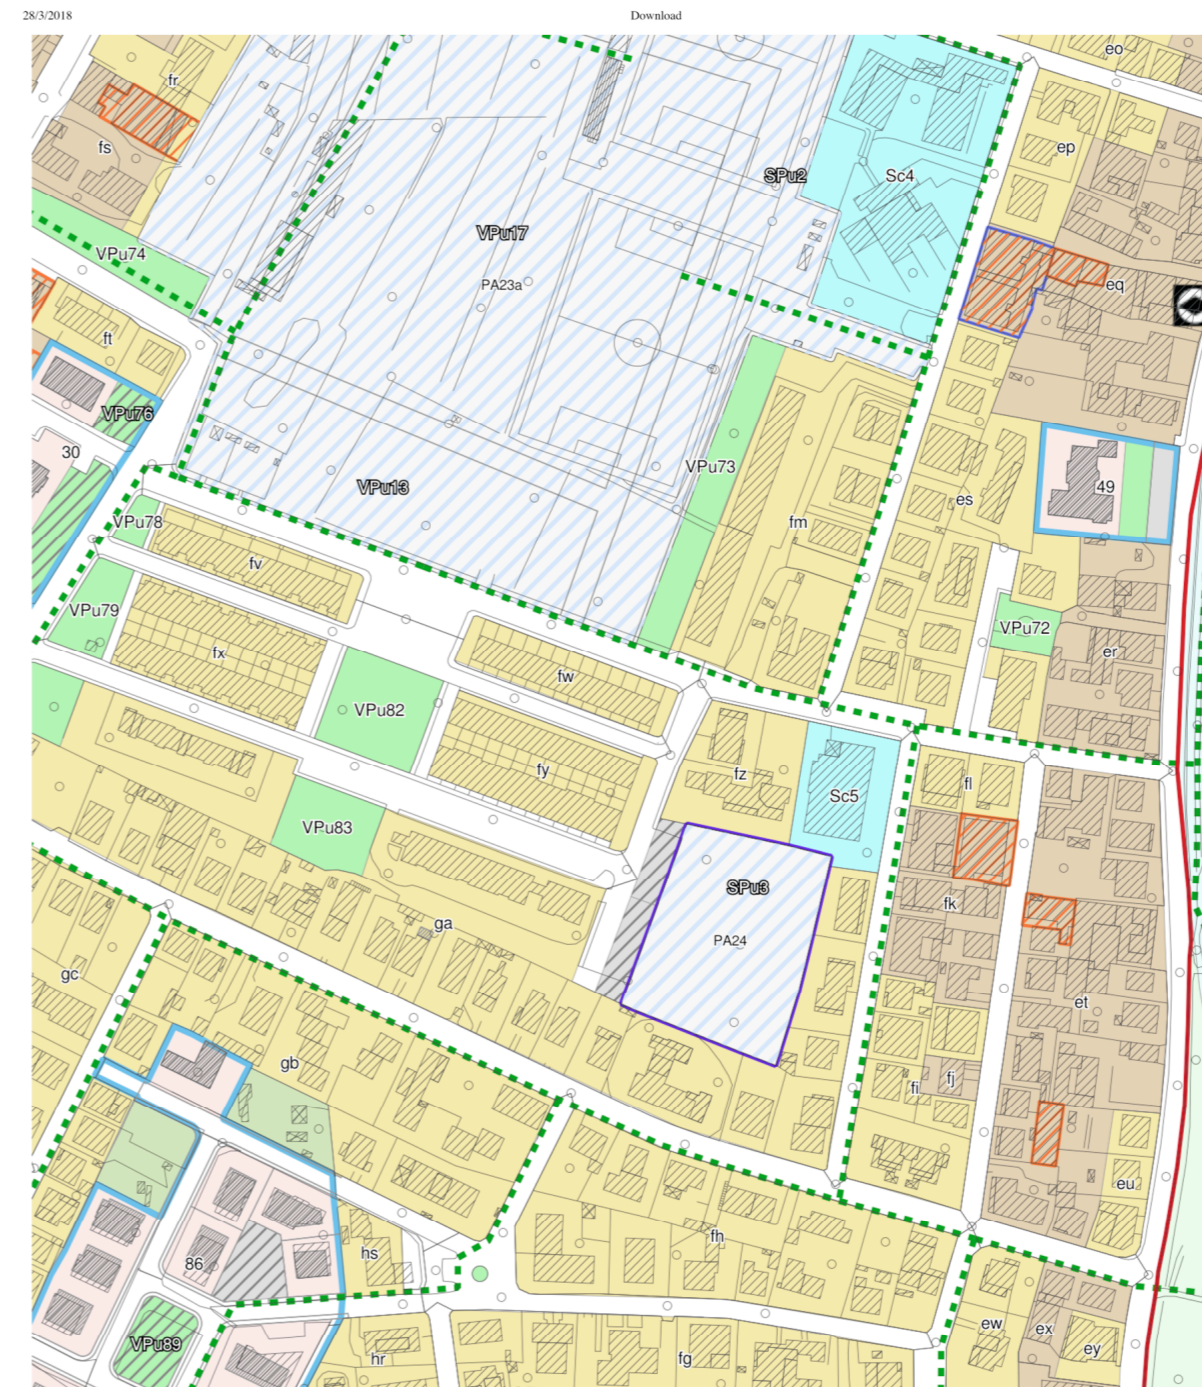 28/3/2018
Download
eo
fr
fs
ep
SPu2
Sc4
VPu17
VPu74
PA23a
eq
ft
VPu76
30
VPu73
49
VPu13
es
VPu78
fm
fv
VPu79
VPu72
fx
er
fw
VPu82
fz
fy
fl
Sc5
VPu83
SPu3
fk
ga
PA24
gc
et
gb
fj
fi
eu
fh
hs
86
ew
ex
VPu89
ey
hr
fg